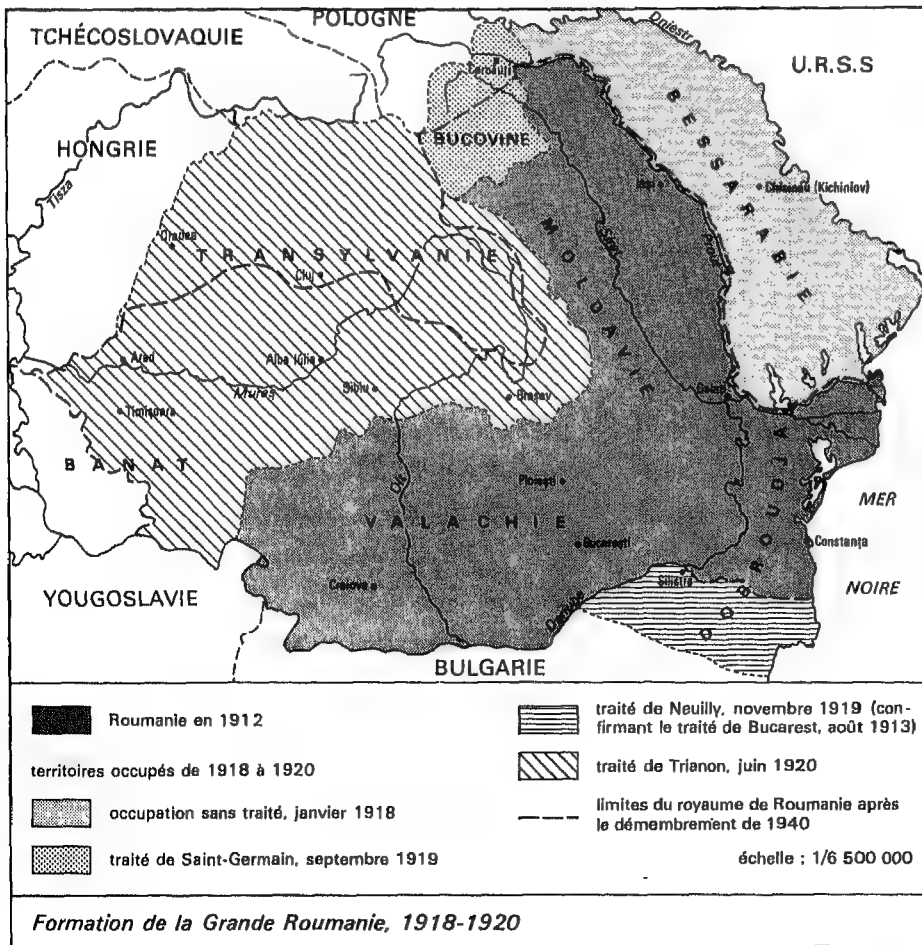 POLOGNE
TCHÉCOSLOVAQUIE
Dniestr
U.R.S.S
Cernăuți
BESSARABIE
HONGRIE
BUCOVINE
Tisza
Iași
Chișinău (Kichiniov)
MOLDAVIE
Siret
Prout
Oradea
TRANSYLVANIE
Cluj
Arad
Alba Iulia
Mureș
Sibiu
Brașov
Galați
Timișoara
BANAT
Olt
Ploiești
DOBROUDJA
MER
VALACHIE
București
Constanța
Craiova
Silistra
NOIRE
YOUGOSLAVIE
Danube
BULGARIE
Roumanie en 1912
territoires occupés de 1918 à 1920
occupation sans traité, janvier 1918
traité de Saint-Germain, septembre 1919
traité de Neuilly, novembre 1919 (con-
firmant le traité de Bucarest, août 1913)
traité de Trianon, juin 1920
limites du royaume de Roumanie après
le démembrement de 1940
échelle : 1/6 500 000
Formation de la Grande Roumanie, 1918-1920